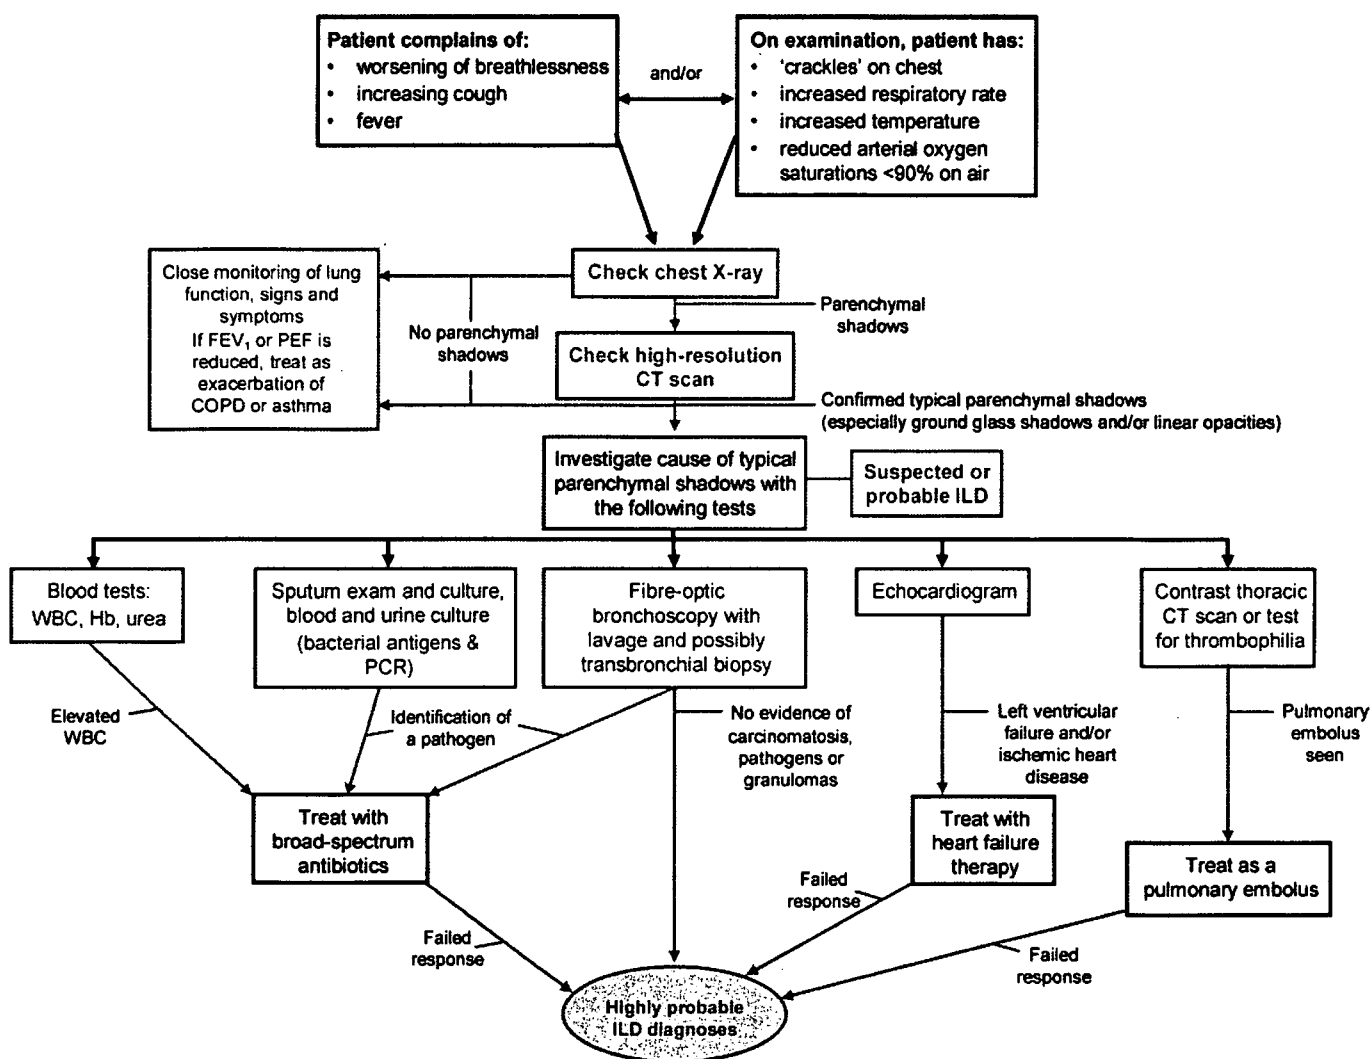 Patient complains of:
• worsening of breathlessness
• increasing cough
• fever
and/or
On examination, patient has:
• 'crackles' on chest
• increased respiratory rate
• increased temperature
• reduced arterial oxygen
saturations <90% on air
Check chest X-ray
Close monitoring of lung
function, signs and
symptoms
If FEV₁ or PEF is
reduced, treat as
exacerbation of
COPD or asthma
No parenchymal
shadows
Parenchymal
shadows
Check high-resolution
CT scan
Confirmed typical parenchymal shadows
(especially ground glass shadows and/or linear opacities)
Investigate cause of typical
parenchymal shadows with
the following tests
Suspected or
probable ILD
Blood tests:
WBC, Hb, urea
Sputum exam and culture,
blood and urine culture
(bacterial antigens &
PCR)
Fibre-optic
bronchoscopy with
lavage and possibly
transbronchial biopsy
Echocardiogram
Contrast thoracic
CT scan or test
for thrombophilia
Elevated
WBC
Identification of
a pathogen
No evidence of
carcinomatosis,
pathogens or
granulomas
Left ventricular
failure and/or
ischemic heart
disease
Pulmonary
embolus
seen
Treat with
broad-spectrum
antibiotics
Treat with
heart failure
therapy
Treat as a
pulmonary embolus
Failed
response
Failed
response
Failed
response
Highly probable
ILD diagnoses